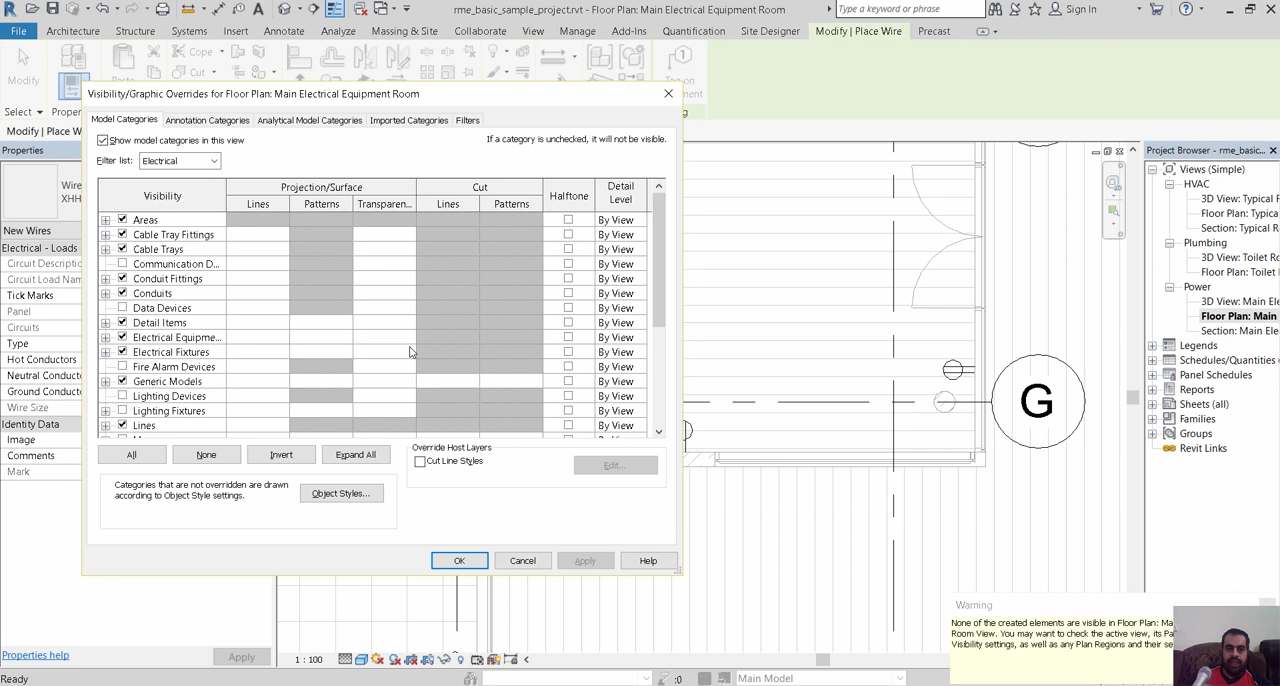 rme_basic_sample_project.rvt - Floor Plan: Main Electrical Equipment Room
Type a keyword or phrase
Sign In
File Architecture Structure Systems Insert Annotate Analyze Massing & Site Collaborate View Manage Add-Ins Quantification Site Designer Modify | Place Wire Precast
Modify
Cope
Cut
Select
Modify | Place W
Properties
Wire
XHH
New Wires
Electrical - Loads
Circuit Descripti
Circuit Load Nam
Tick Marks
Panel
Circuits
Type
Hot Conductors
Neutral Conducto
Ground Conducto
Wire Size
Identity Data
Image
Comments
Mark
Properties help
Apply
Visibility/Graphic Overrides for Floor Plan: Main Electrical Equipment Room
Model Categories Annotation Categories Analytical Model Categories Imported Categories Filters
Show model categories in this view
If a category is unchecked, it will not be visible.
Filter list: Electrical
Visibility Projection/Surface Cut Halftone Detail Level
Lines Patterns Transparen... Lines Patterns
Areas By View
Cable Tray Fittings By View
Cable Trays By View
Communication D... By View
Conduit Fittings By View
Conduits By View
Data Devices By View
Detail Items By View
Electrical Equipme... By View
Electrical Fixtures By View
Fire Alarm Devices By View
Generic Models By View
Lighting Devices By View
Lighting Fixtures By View
Lines By View
All None Invert Expand All
Override Host Layers
Cut Line Styles
Edit...
Categories that are not overridden are drawn
according to Object Style settings.
Object Styles...
OK Cancel Apply Help
G
Project Browser - rme_basic...
Views (Simple)
HVAC
3D View: Typical F
Floor Plan: Typica
Section: Typical R
Plumbing
3D View: Toilet Ro
Floor Plan: Toilet
Power
3D View: Main Ele
Floor Plan: Main
Section: Main Ele
Legends
Schedules/Quantities
Panel Schedules
Reports
Sheets (all)
Families
Groups
Revit Links
Warning
None of the created elements are visible in Floor Plan: Ma
Room View. You may want to check the active view, its Pa
Visibility settings, as well as any Plan Regions and their se
1 : 100
Ready
:0
Main Model